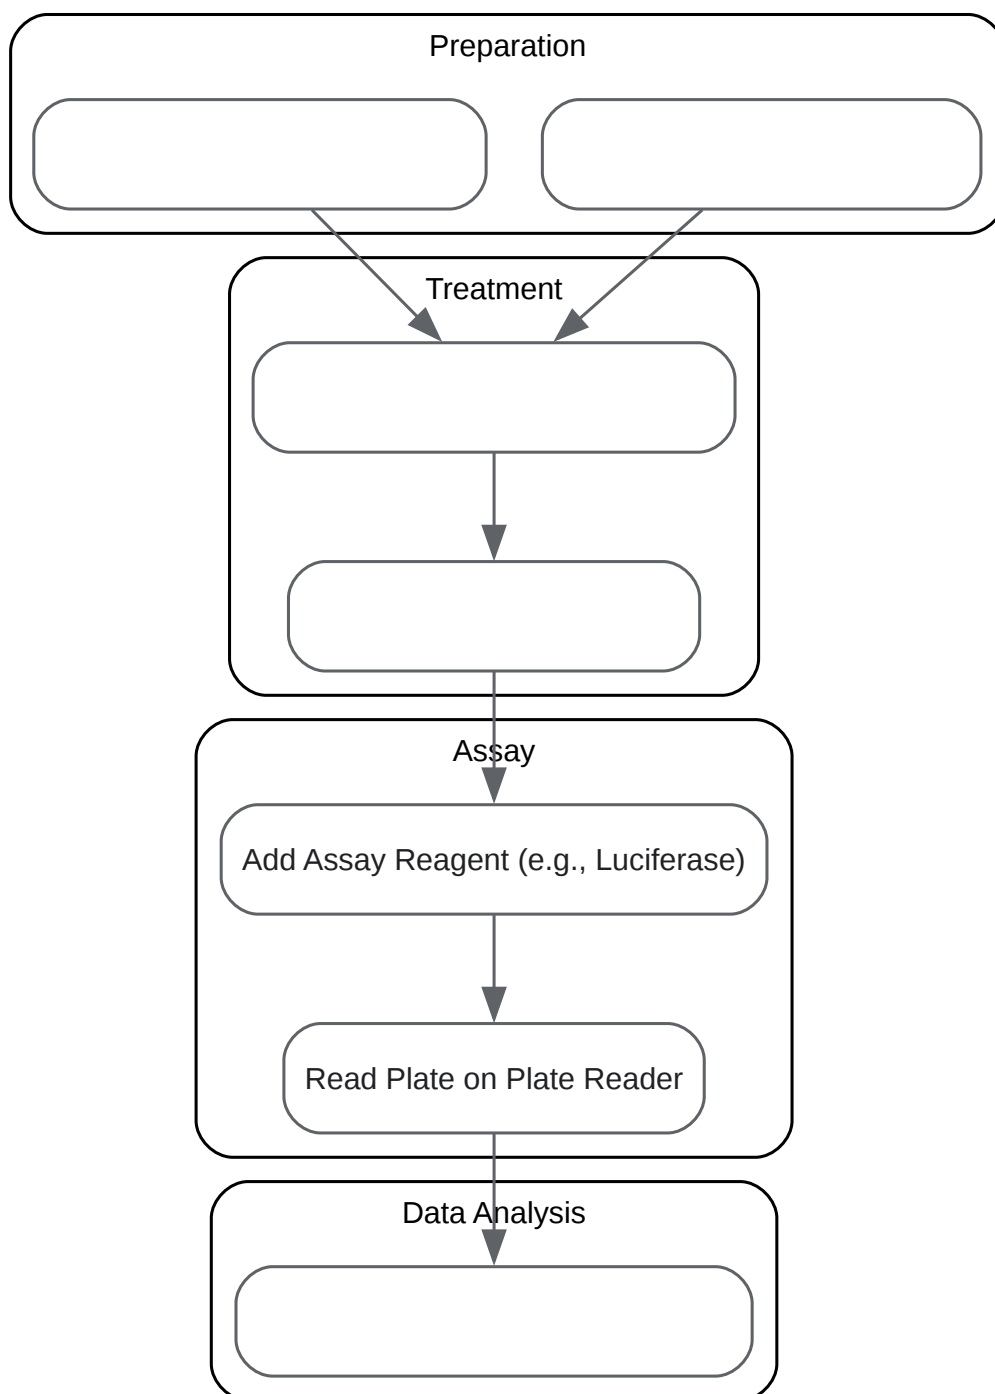 Preparation
Treatment
Assay
Add Assay Reagent (e.g., Luciferase)
Read Plate on Plate Reader
Data Analysis